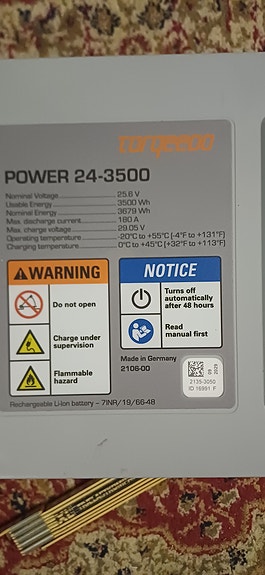 Torqeedo
POWER 24-3500
Nominal Voltage 25.6 V
Usable Energy 3500 Wh
Nominal Energy 3679 Wh
Max. discharge current 180 A
Max. charge voltage 29.05 V
Operating temperature -20°C to +55°C (-4°F to +131°F)
Charging temperature 0°C to +45°C (+32°F to +113°F)
WARNING
Do not open
Charge under
supervision
Flammable
hazard
NOTICE
Turns off
automatically
after 48 hours
Read
manual first
Made in Germany
2106-00
2135-3050
ID 16991 F
Rechargeable Li-Ion battery – 7INR/19/66-48